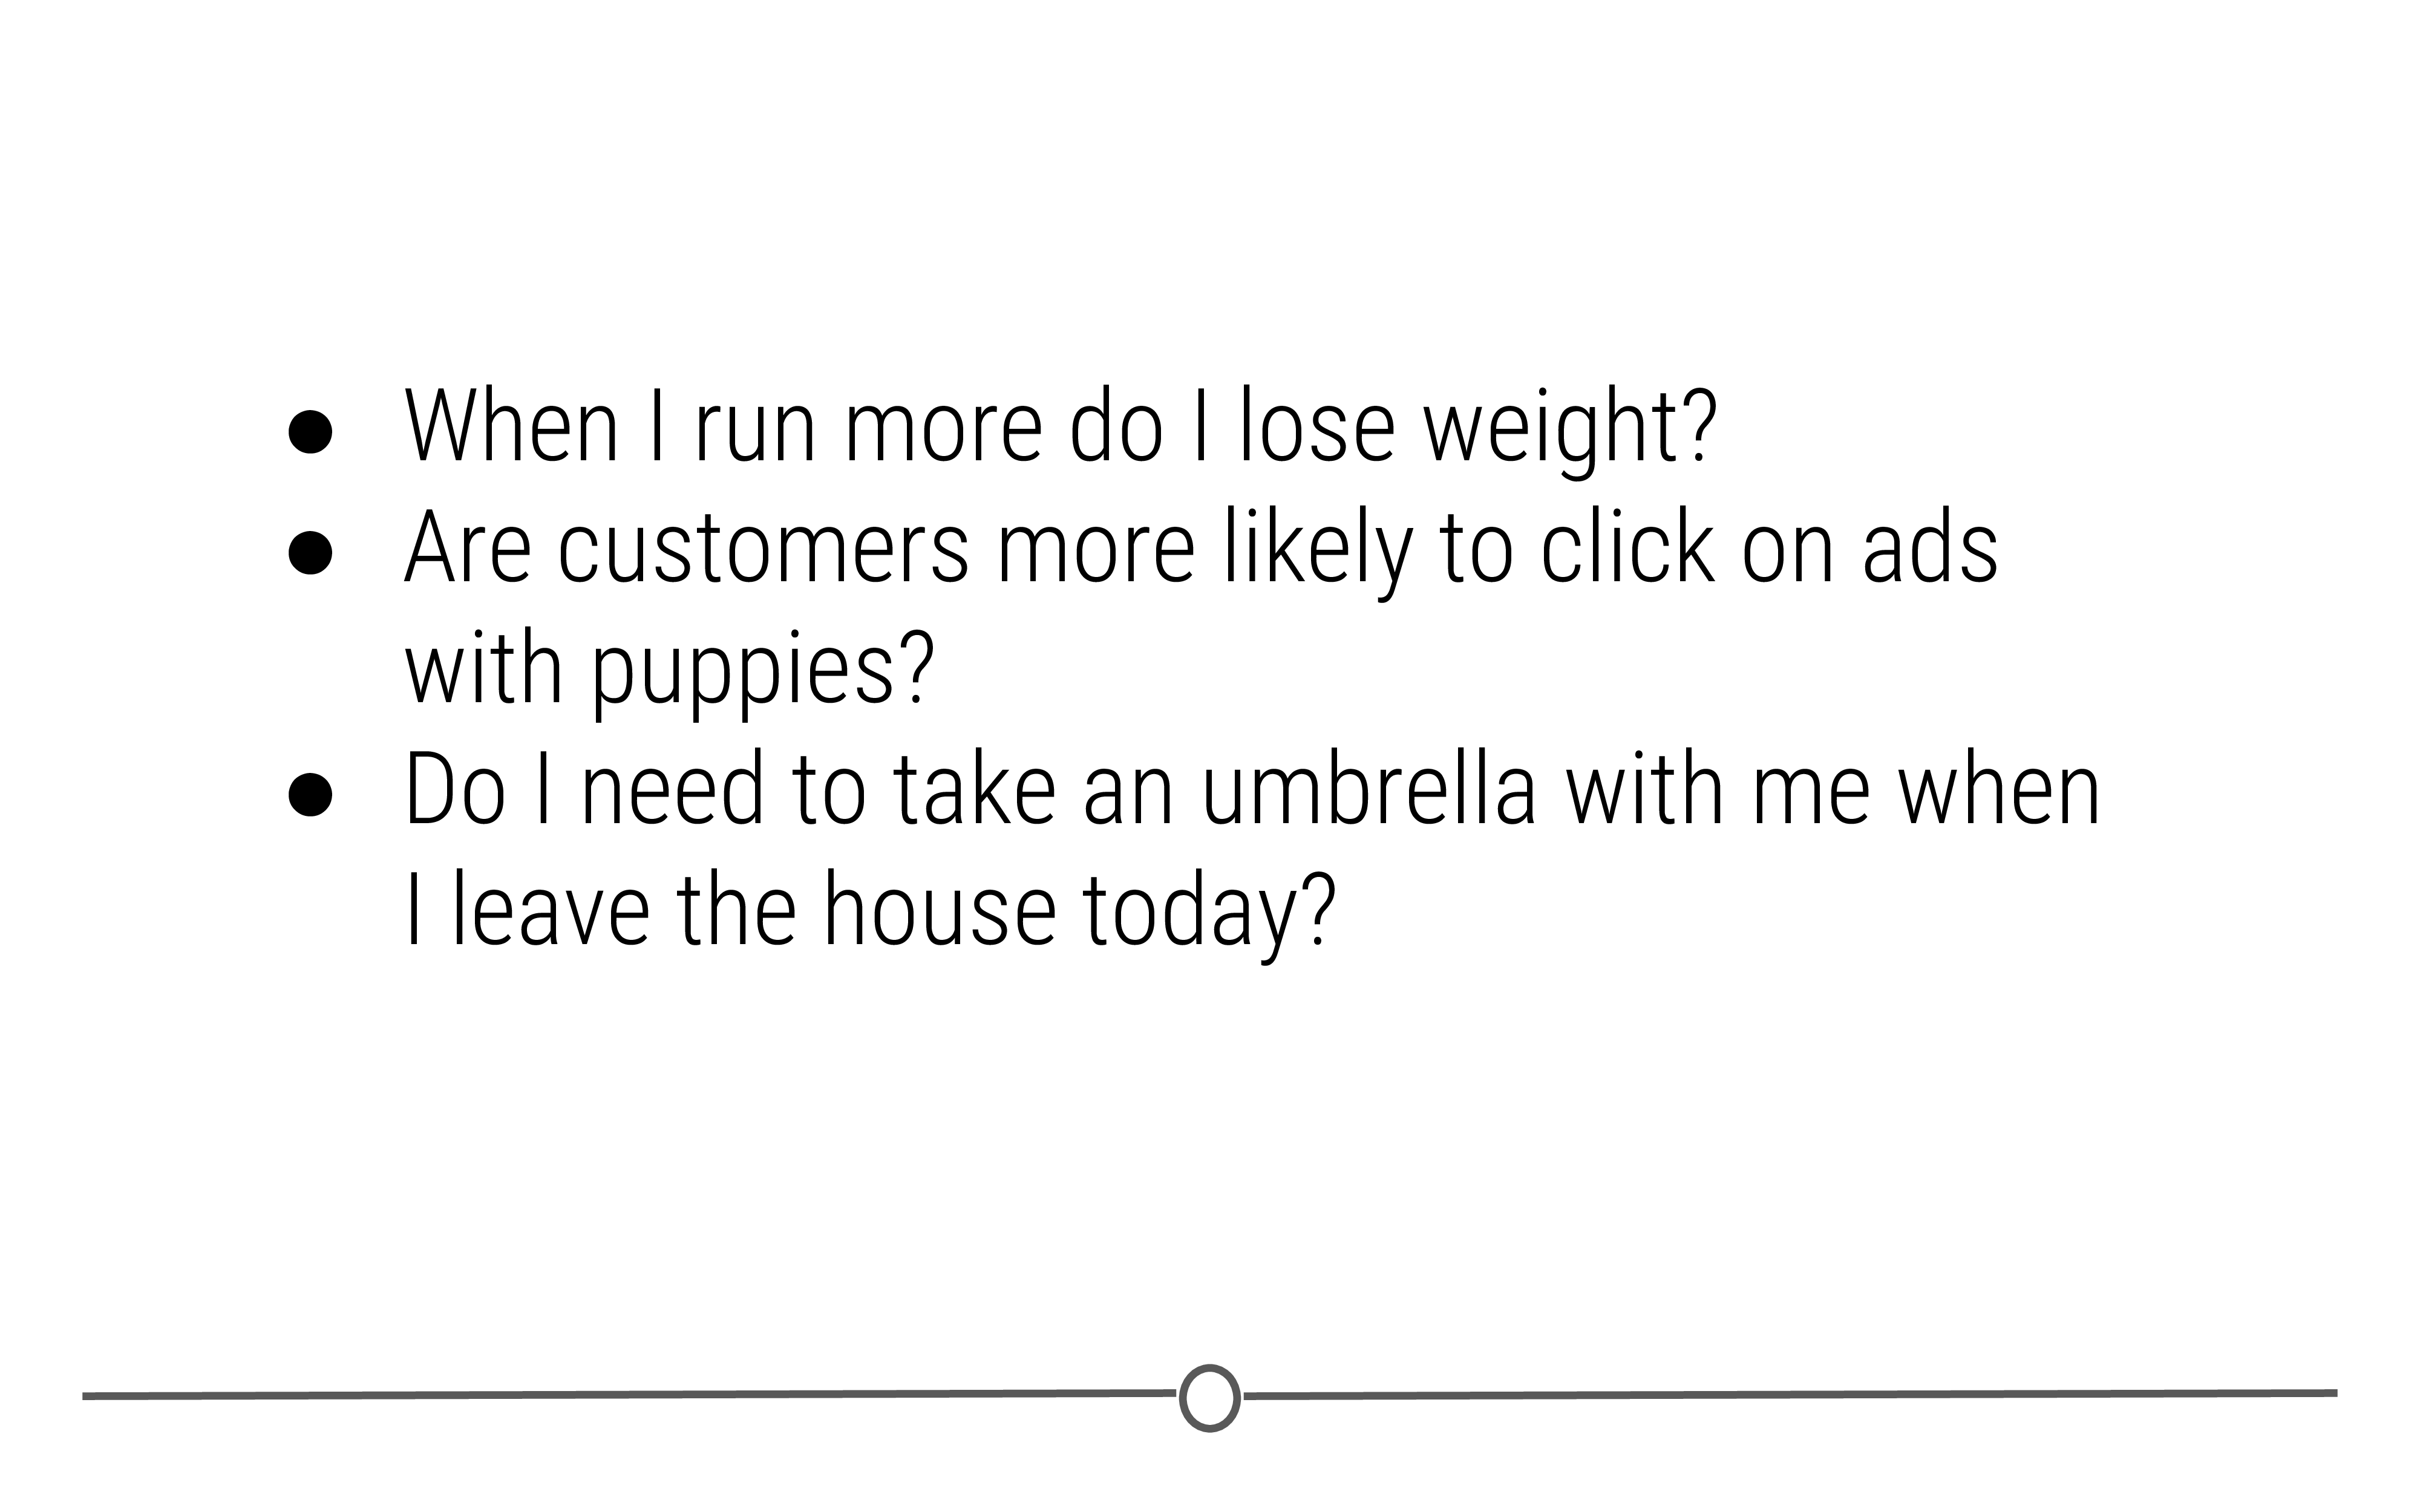 ● When I run more do I lose weight?
● Are customers more likely to click on ads
with puppies?
● Do I need to take an umbrella with me when
I leave the house today?